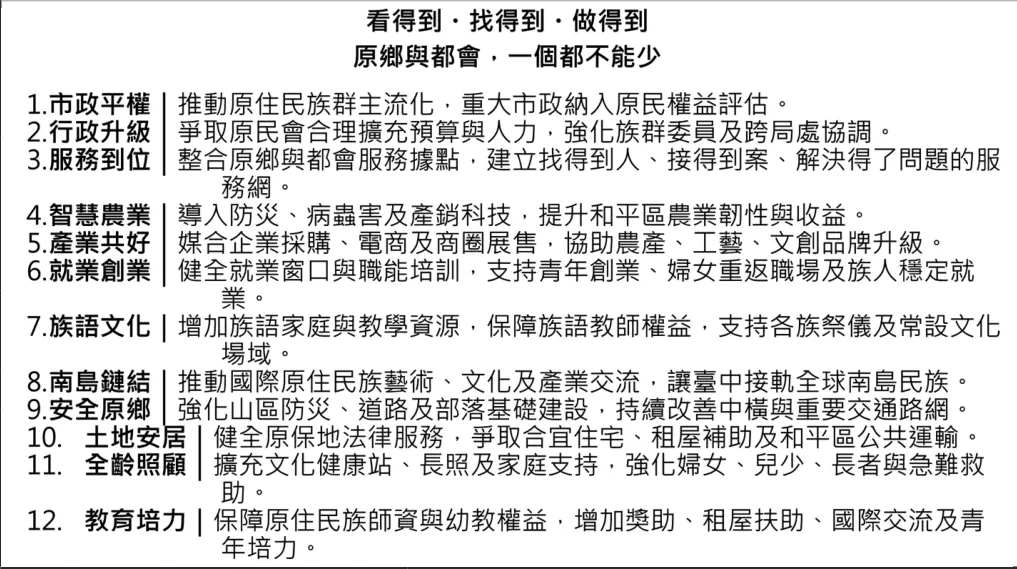 看得到・找得到・做得到
原鄉與都會，一個都不能少
1.市政平權｜推動原住民族群主流化，重大市政納入原民權益評估。
2.行政升級｜爭取原民會合理擴充預算與人力，強化族群委員及跨局處協調。
3.服務到位｜整合原鄉與都會服務據點，建立找得到人、接得到案、解決得了問題的服
務網。
4.智慧農業｜導入防災、病蟲害及產銷科技，提升和平區農業韌性與收益。
5.產業共好｜媒合企業採購、電商及商圈展售，協助農產、工藝、文創品牌升級。
6.就業創業｜健全就業窗口與職能培訓，支持青年創業、婦女重返職場及族人穩定就
業。
7.族語文化｜增加族語家庭與教學資源，保障族語教師權益，支持各族祭儀及常設文化
場域。
8.南島鏈結｜推動國際原住民族藝術、文化及產業交流，讓臺中接軌全球南島民族。
9.安全原鄉｜強化山區防災、道路及部落基礎建設，持續改善中橫與重要交通路網。
10. 土地安居｜健全原保地法律服務，爭取合宜住宅、租屋補助及和平區公共運輸。
11. 全齡照顧｜擴充文化健康站、長照及家庭支持，強化婦女、兒少、長者與急難救
助。
12. 教育培力｜保障原住民族師資與幼教權益，增加獎助、租屋扶助、國際交流及青
年培力。